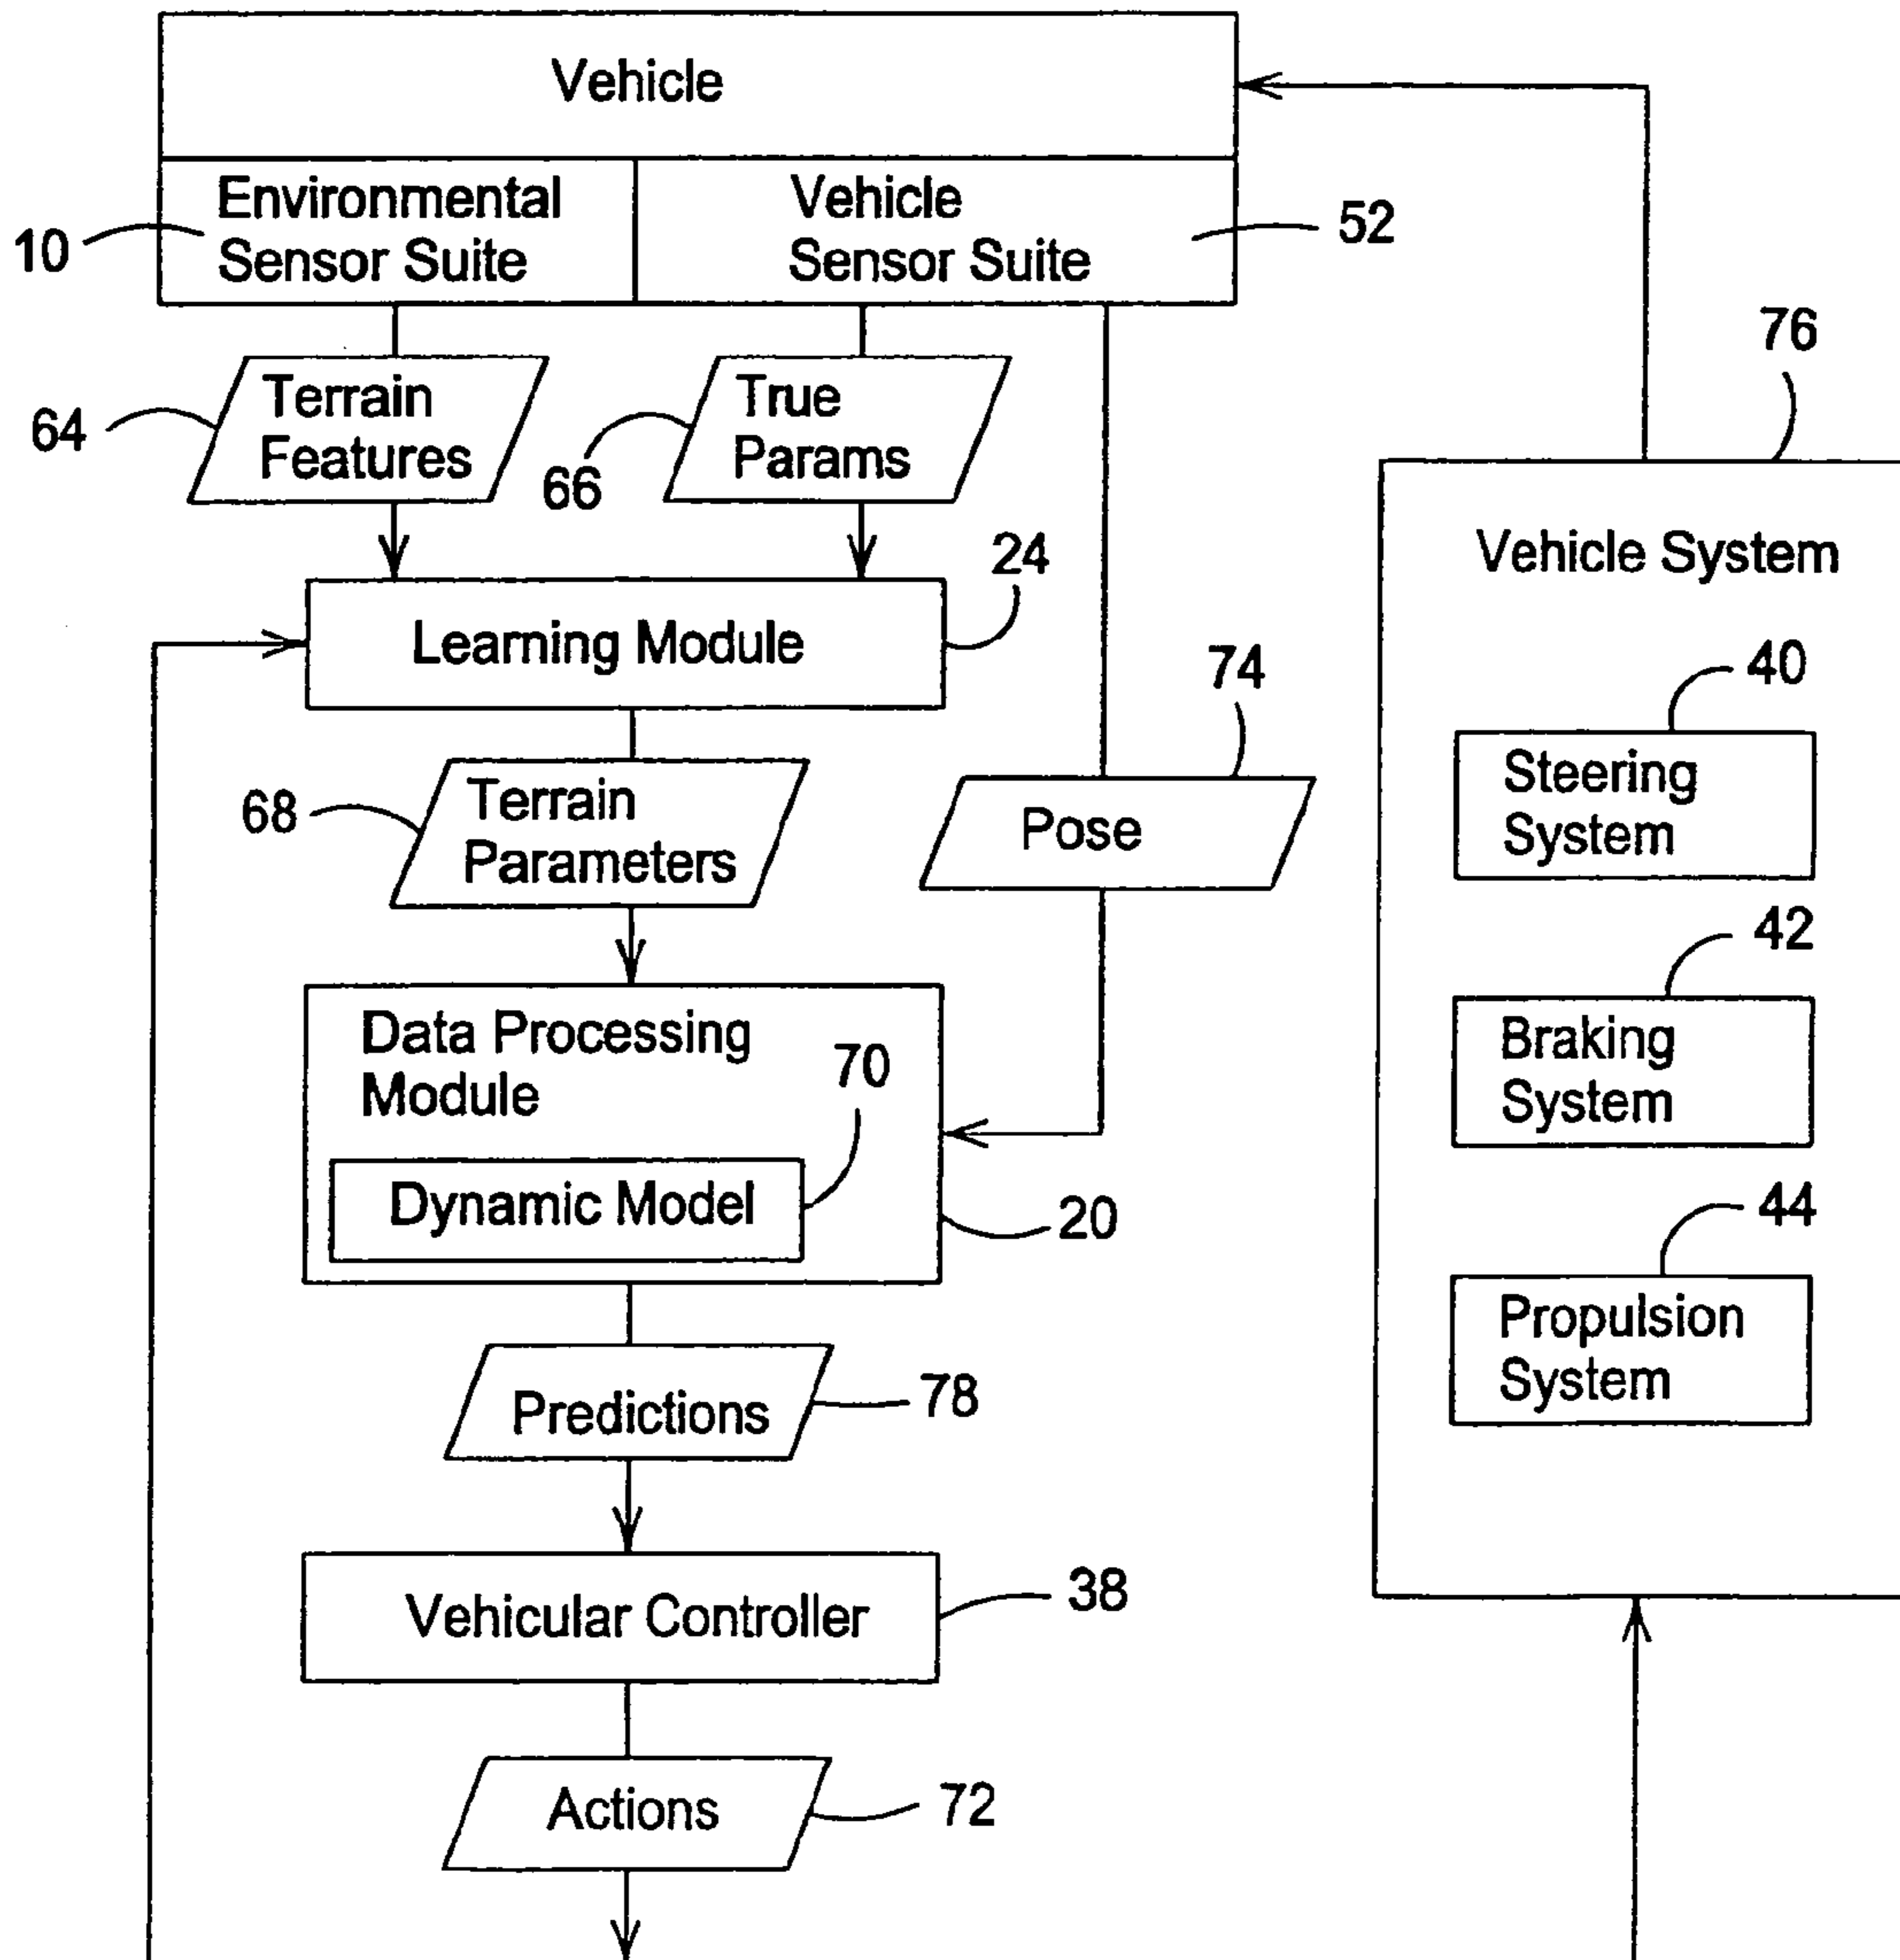 Vehicle
Environmental
Sensor Suite
Vehicle
Sensor Suite
10
52
Terrain
Features
True
Params
64
66
76
Vehicle System
24
Learning Module
74
40
Steering
System
68
Terrain
Parameters
Pose
42
Data Processing
Module
70
Braking
System
Dynamic Model
20
44
Propulsion
System
Predictions
78
Vehicular Controller
38
Actions
72